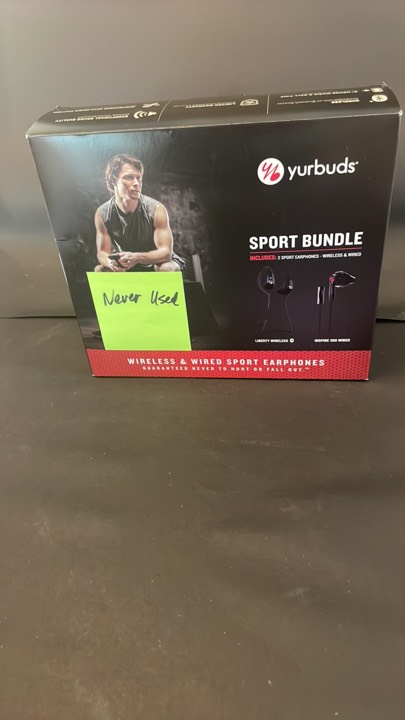 yurbuds
SPORT BUNDLE
INCLUDES: 2 SPORT EARPHONES - WIRELESS & WIRED
Never Used
LIBERTY WIRELESS
INSPIRE 300 WIRED
WIRELESS & WIRED SPORT EARPHONES
GUARANTEED NEVER TO HURT OR FALL OUT.™